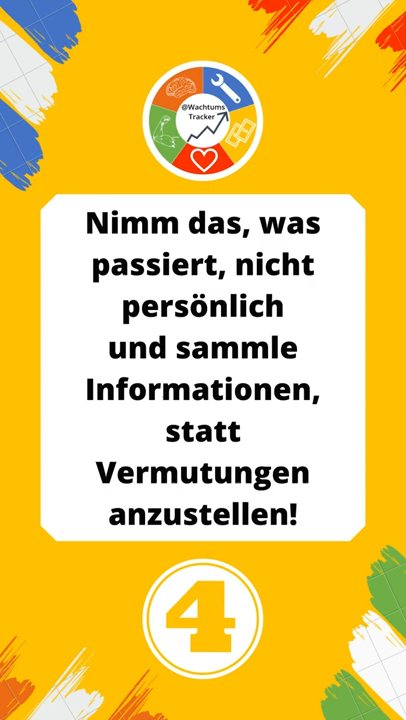 @Wachtums
Tracker
Nimm das, was
passiert, nicht
persönlich
und sammle
Informationen,
statt
Vermutungen
anzustellen!
4